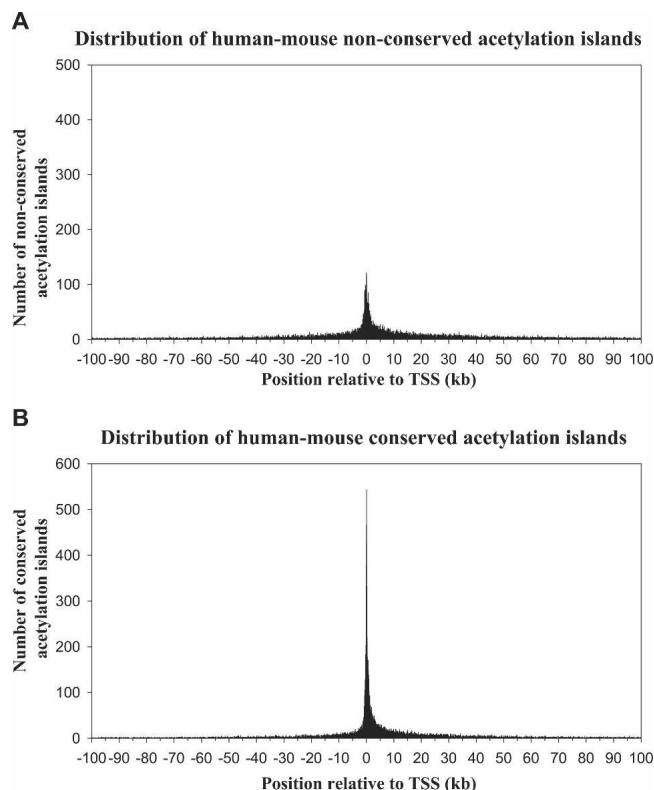 A
Distribution of human-mouse non-conserved acetylation islands
500
400
300
200
100
0
Number of non-conserved
acetylation islands
-100 -90 -80 -70 -60 -50 -40 -30 -20 -10 0 10 20 30 40 50 60 70 80 90 100
Position relative to TSS (kb)
B
Distribution of human-mouse conserved acetylation islands
600
500
400
300
200
100
0
Number of conserved
acetylation islands
-100 -90 -80 -70 -60 -50 -40 -30 -20 -10 0 10 20 30 40 50 60 70 80 90 100
Position relative to TSS (kb)